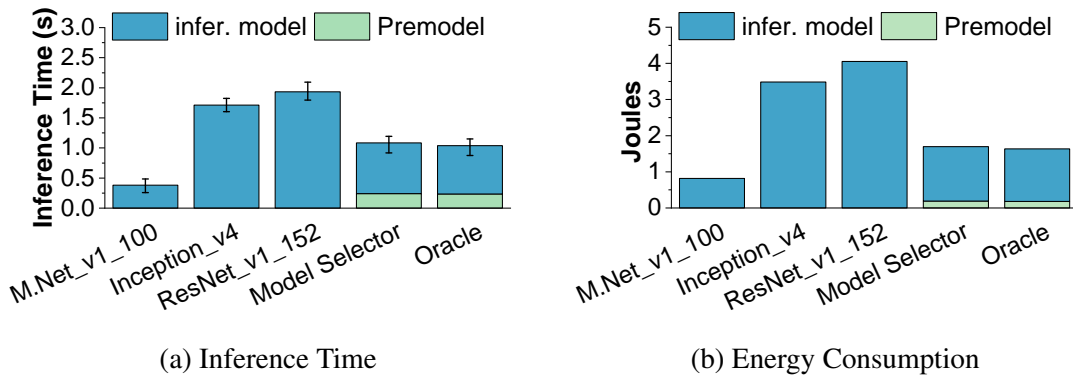 Inference Time (s)
3.0
2.5
2.0
1.5
1.0
0.5
0.0
infer. model
Premodel
M.Net_v1_100
Inception_v4
ResNet_v1_152
Model Selector
Oracle
(a) Inference Time
Joules
5
4
3
2
1
0
infer. model
Premodel
M.Net_v1_100
Inception_v4
ResNet_v1_152
Model Selector
Oracle
(b) Energy Consumption